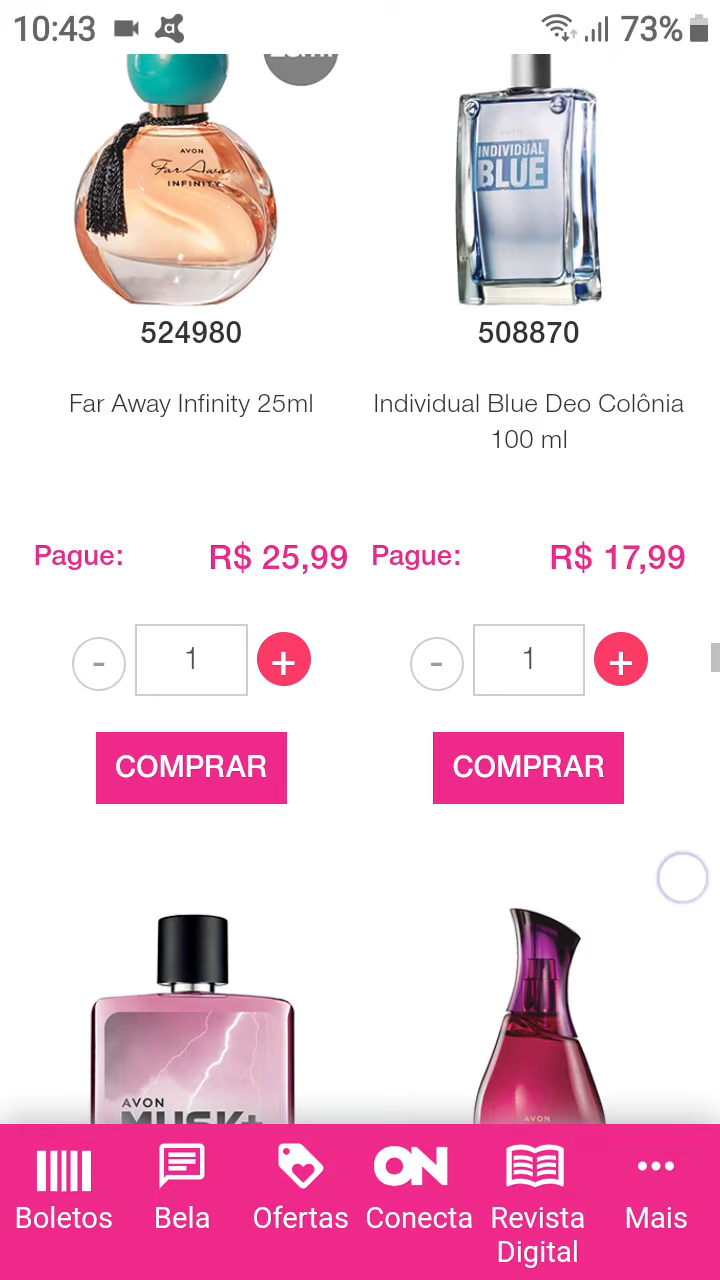 10:43
73%
AVON
Far Away
INFINITY
AVON
INDIVIDUAL
BLUE
524980
508870
Far Away Infinity 25ml
Individual Blue Deo Colônia
100 ml
Pague:
R$ 25,99
Pague:
R$ 17,99
-
1
+
-
1
+
COMPRAR
COMPRAR
AVON
MUSK+
AVON
Boletos
Bela
Ofertas
ON
Conecta
Revista
Digital
Mais